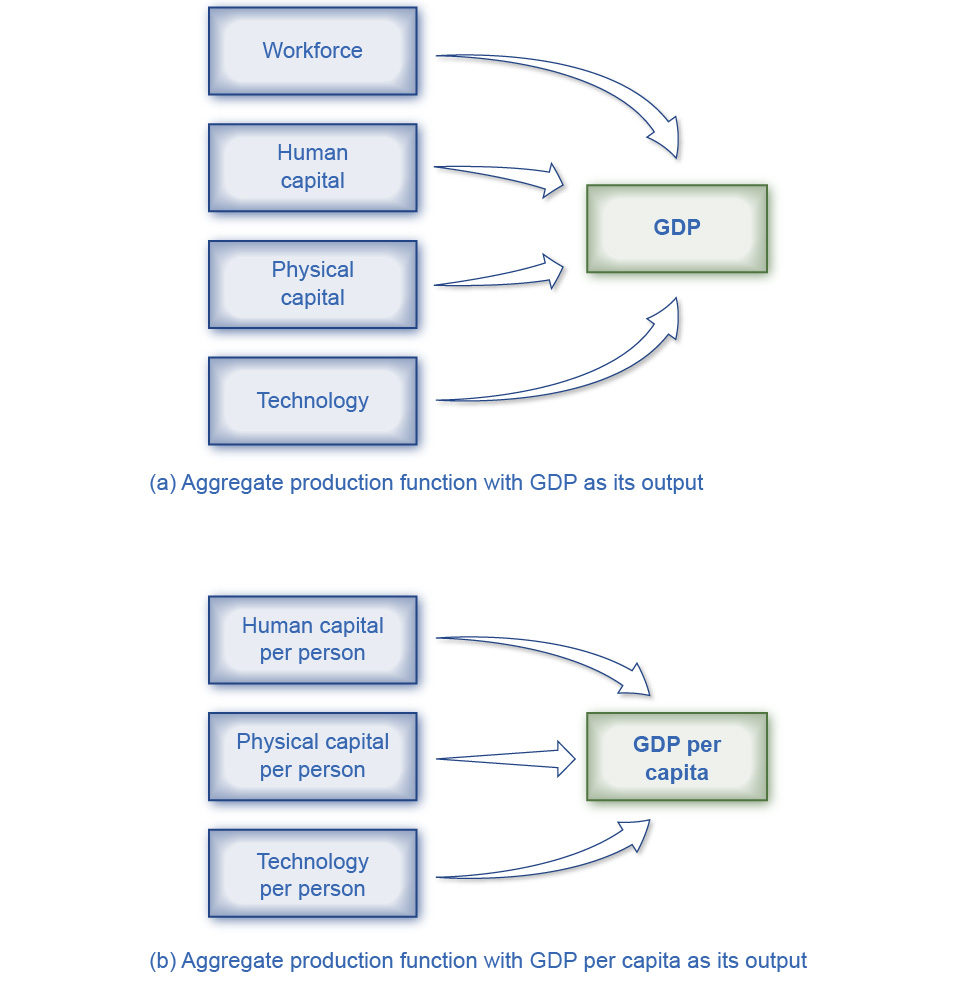 Workforce
Human
capital
Physical
capital
Technology
GDP
(a) Aggregate production function with GDP as its output
Human capital
per person
Physical capital
per person
Technology
per person
GDP per
capita
(b) Aggregate production function with GDP per capita as its output